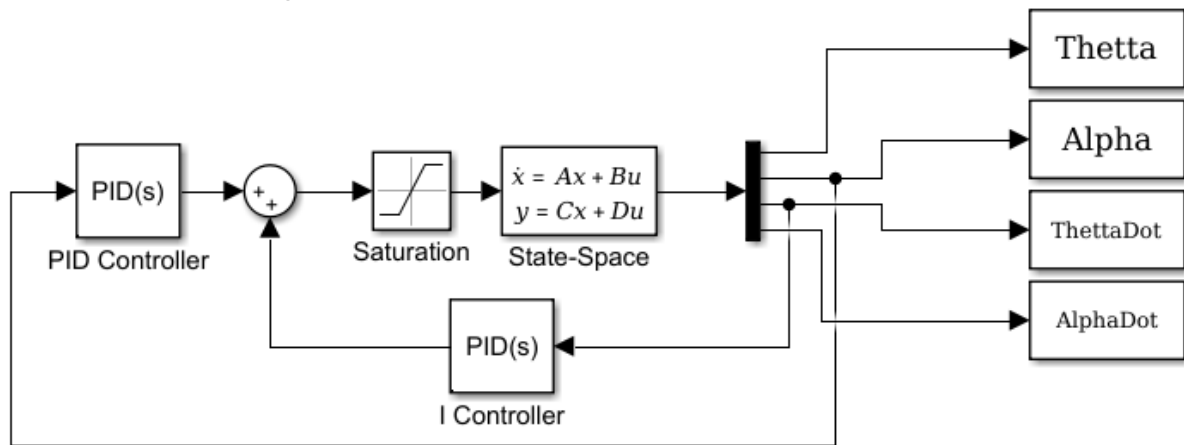 Thetta
Alpha
PID(s)
+
+
ẋ = Ax + Bu
y = Cx + Du
ThettaDot
PID Controller
Saturation
State-Space
AlphaDot
PID(s)
I Controller